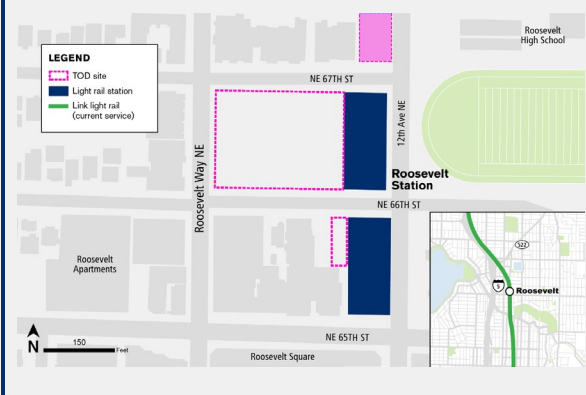 Roosevelt
High School
LEGEND
TOD site
Light rail station
Link light rail
(current service)
NE 67TH ST
12th Ave NE
Roosevelt Way NE
Roosevelt
Station
NE 66TH ST
Roosevelt
Apartments
522
5
Roosevelt
N
150
Feet
NE 65TH ST
Roosevelt Square